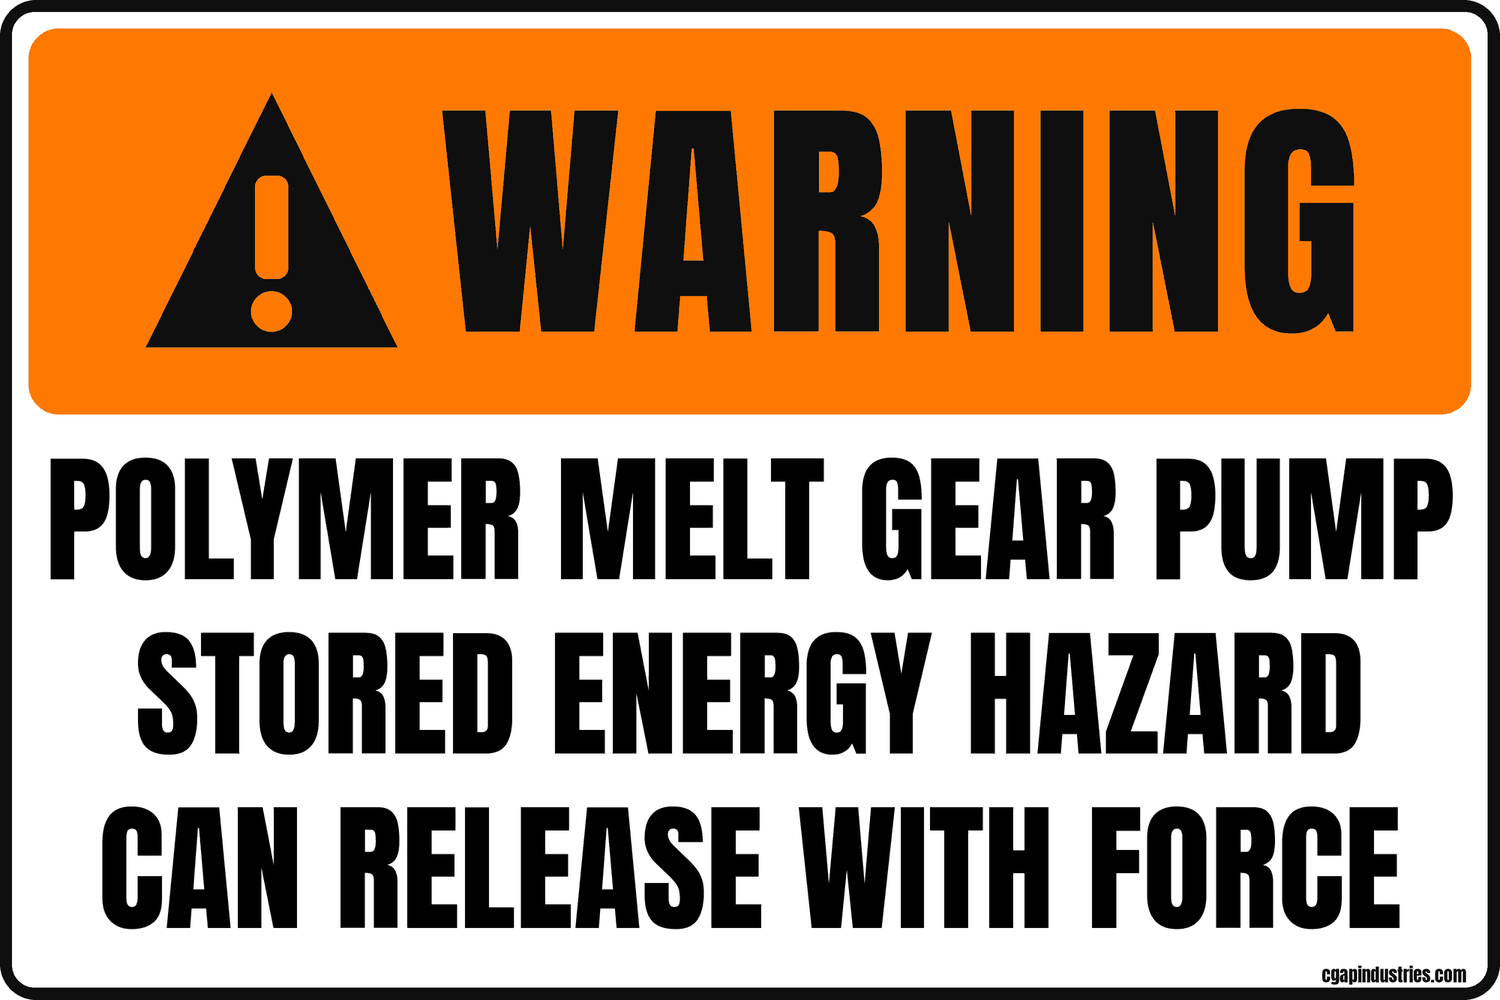 WARNING
POLYMER MELT GEAR PUMP
STORED ENERGY HAZARD
CAN RELEASE WITH FORCE
cgapindustries.com